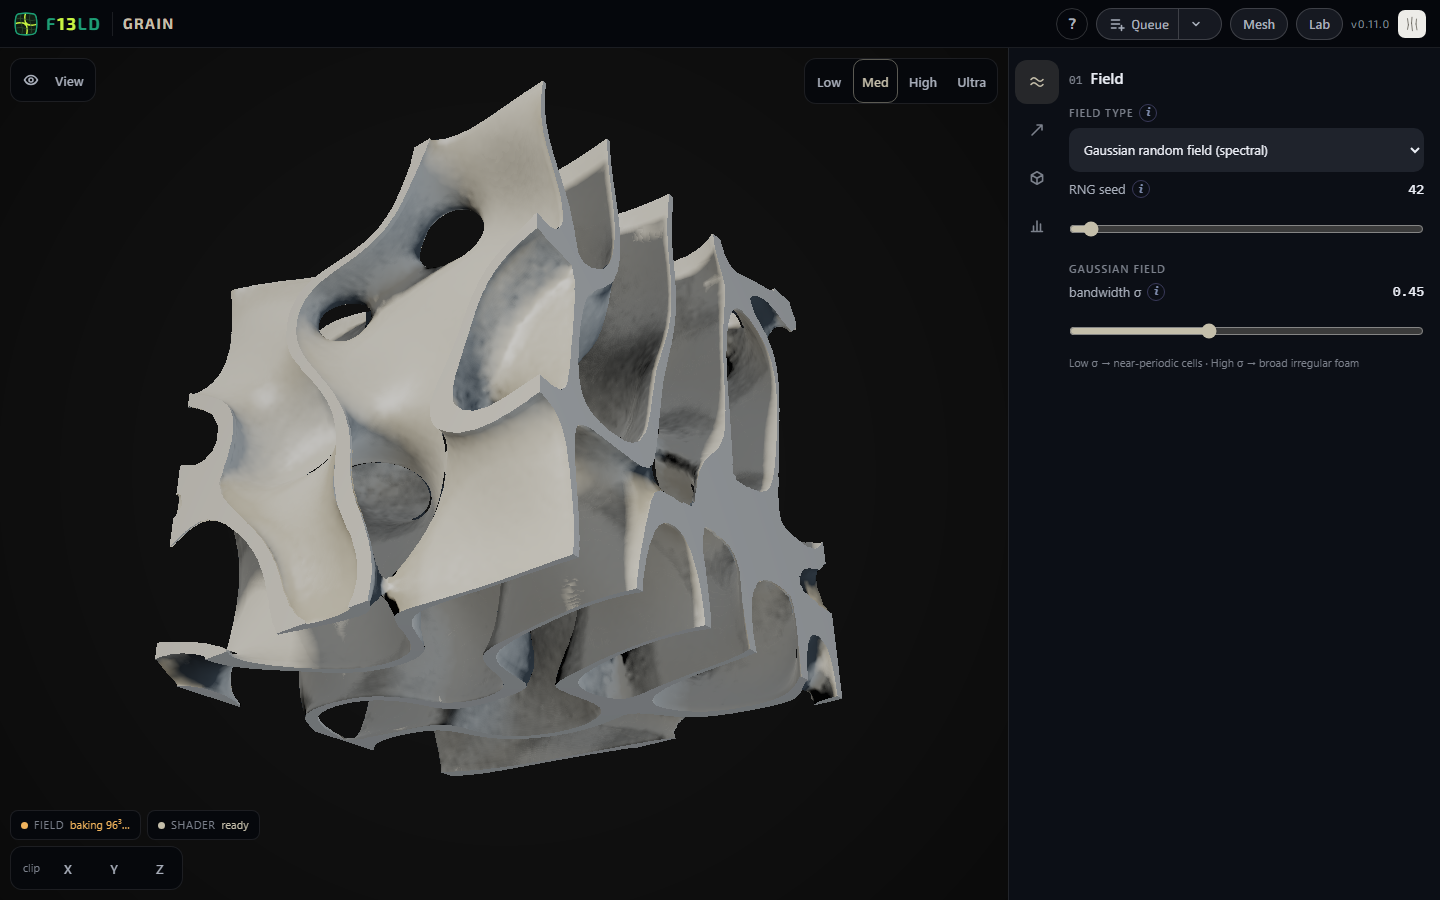 F13LD GRAIN
? Queue Mesh Lab v0.11.0
View
Low Med High Ultra
01 Field
FIELD TYPE i
Gaussian random field (spectral)
RNG seed i 42
GAUSSIAN FIELD
bandwidth σ i 0.45
Low σ → near-periodic cells · High σ → broad irregular foam
FIELD baking 96³… SHADER ready
clip X Y Z